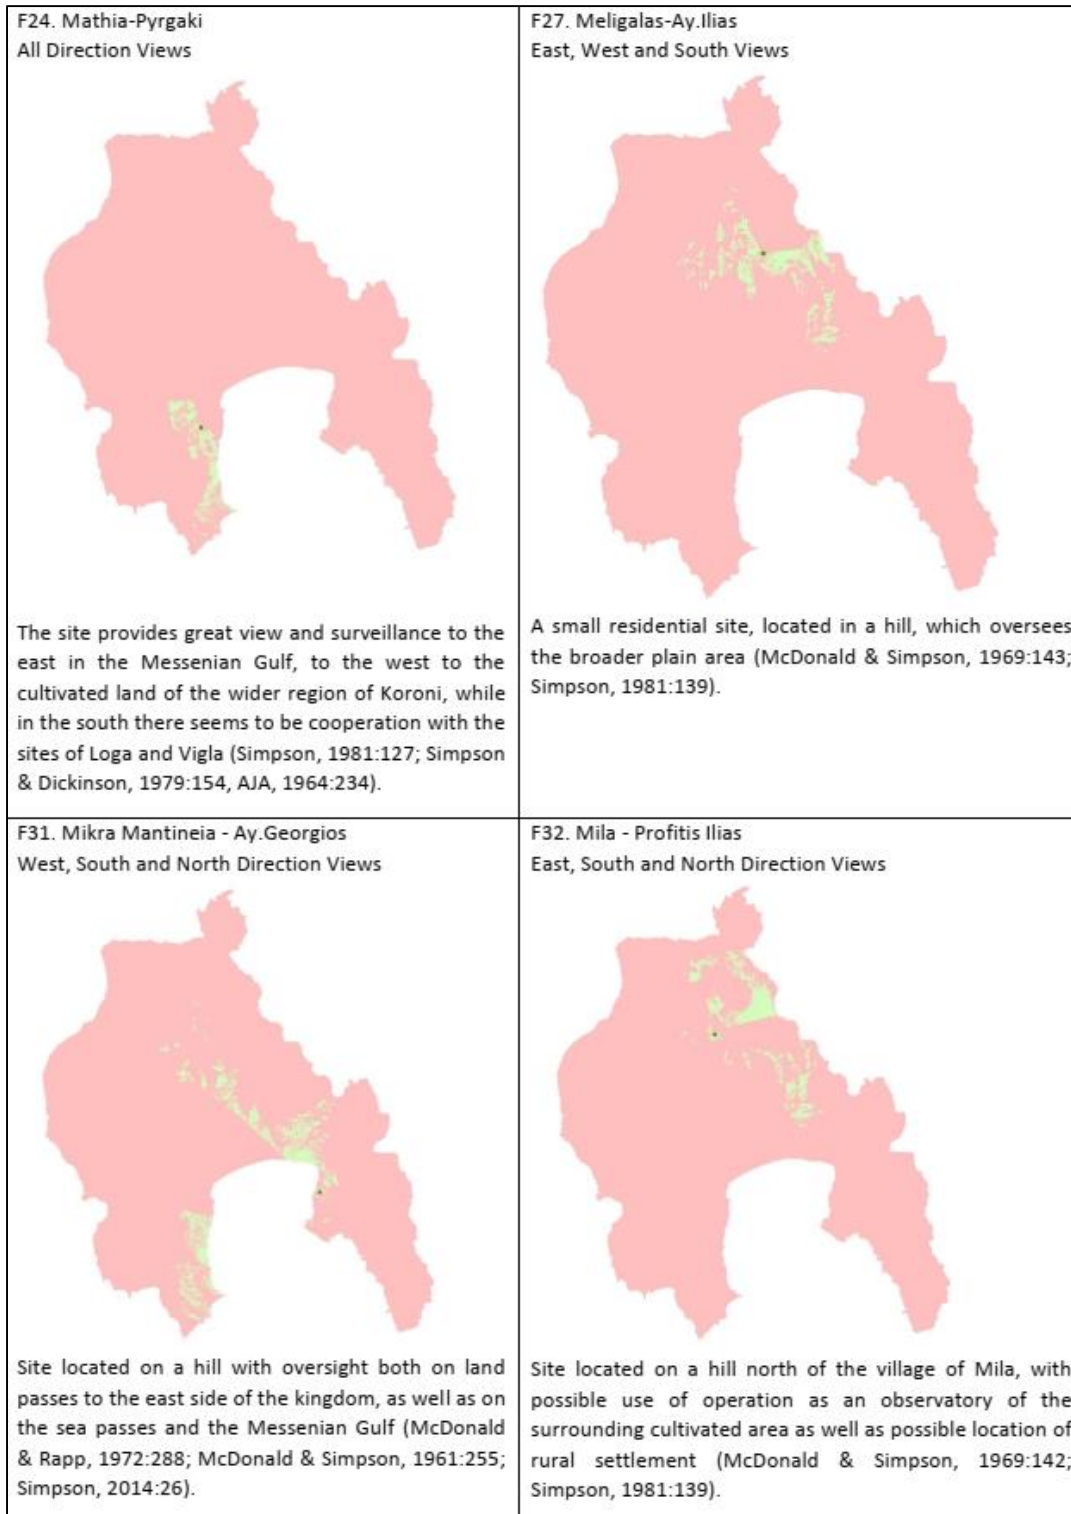 F24. Mathia-Pyrgaki
All Direction Views
The site provides great view and surveillance to the
east in the Messenian Gulf, to the west to the
cultivated land of the wider region of Koroni, while
in the south there seems to be cooperation with the
sites of Loga and Vigla (Simpson, 1981:127; Simpson
& Dickinson, 1979:154, AJA, 1964:234).
F27. Meligalas-Ay.Ilias
East, West and South Views
A small residential site, located in a hill, which oversees
the broader plain area (McDonald & Simpson, 1969:143;
Simpson, 1981:139).
F31. Mikra Mantineia - Ay.Georgios
West, South and North Direction Views
Site located on a hill with oversight both on land
passes to the east side of the kingdom, as well as on
the sea passes and the Messenian Gulf (McDonald
& Rapp, 1972:288; McDonald & Simpson, 1961:255;
Simpson, 2014:26).
F32. Mila - Profitis Ilias
East, South and North Direction Views
Site located on a hill north of the village of Mila, with
possible use of operation as an observatory of the
surrounding cultivated area as well as possible location of
rural settlement (McDonald & Simpson, 1969:142;
Simpson, 1981:139).